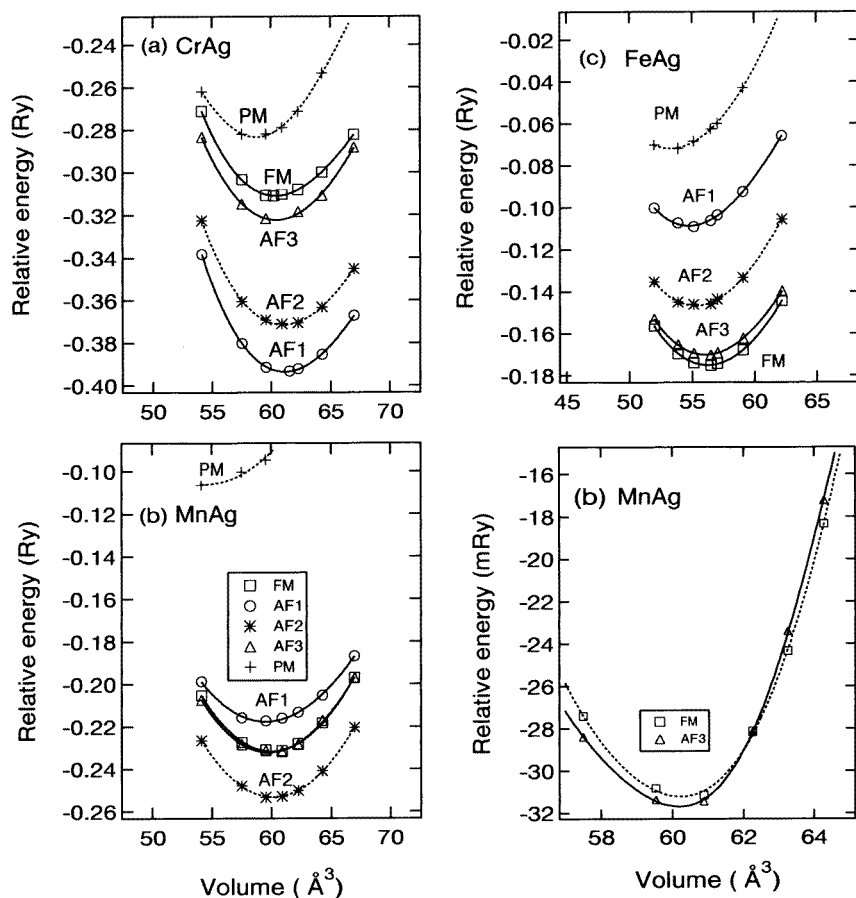 (a) CrAg
Relative energy (Ry)
-0.24
-0.26
-0.28
-0.30
-0.32
-0.34
-0.36
-0.38
-0.40
PM
FM
AF3
AF2
AF1
50
55
60
65
70
(c) FeAg
Relative energy (Ry)
-0.02
-0.04
-0.06
-0.08
-0.10
-0.12
-0.14
-0.16
-0.18
PM
AF1
AF2
AF3
FM
45
50
55
60
65
(b) MnAg
Relative energy (Ry)
-0.10
-0.12
-0.14
-0.16
-0.18
-0.20
-0.22
-0.24
-0.26
PM
FM
AF1
AF2
AF3
PM
AF1
AF2
50
55
60
65
70
Volume ( Å³)
(b) MnAg
Relative energy (mRy)
-16
-18
-20
-22
-24
-26
-28
-30
-32
FM
AF3
58
60
62
64
Volume ( Å³)